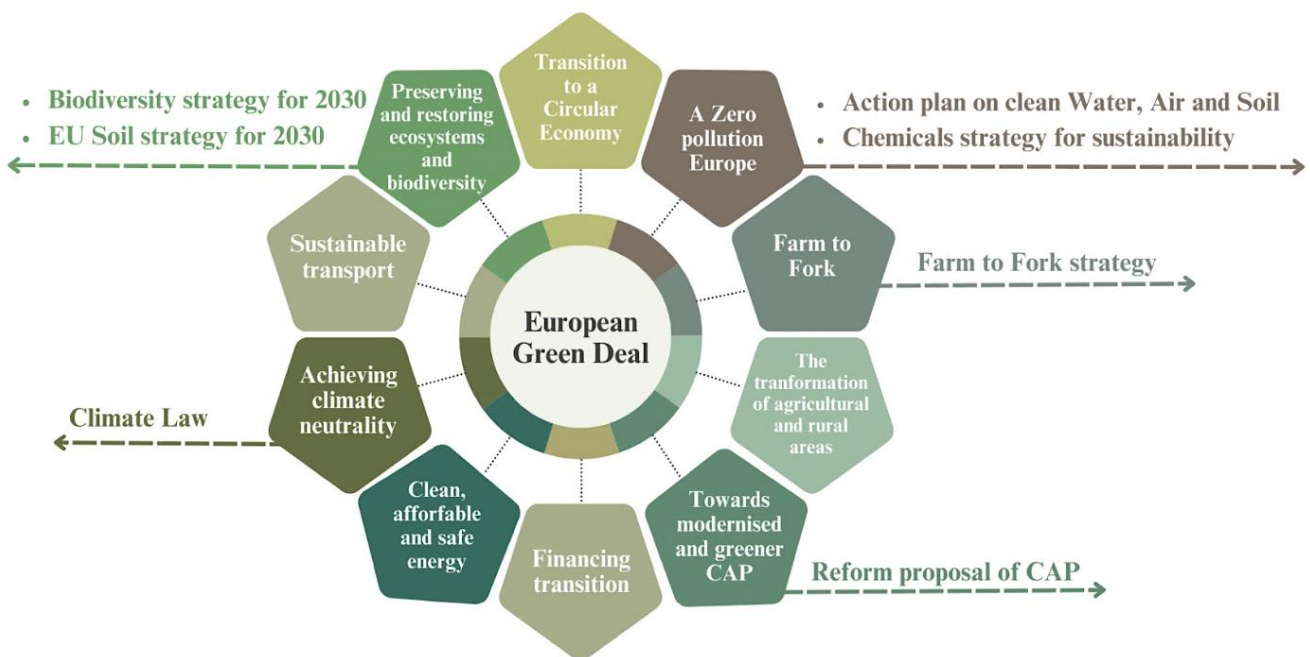 Transition
to a
Circular
Economy
Preserving
and restoring
ecosystems
and
biodiversity
• Biodiversity strategy for 2030
• EU Soil strategy for 2030
A Zero
pollution
Europe
• Action plan on clean Water, Air and Soil
• Chemicals strategy for sustainability
Sustainable
transport
Farm to
Fork
Farm to Fork strategy
European
Green Deal
Achieving
climate
neutrality
Climate Law
The
tranformation
of agricultural
and rural
areas
Clean,
afforfable
and safe
energy
Financing
transition
Towards
modernised
and greener
CAP
Reform proposal of CAP